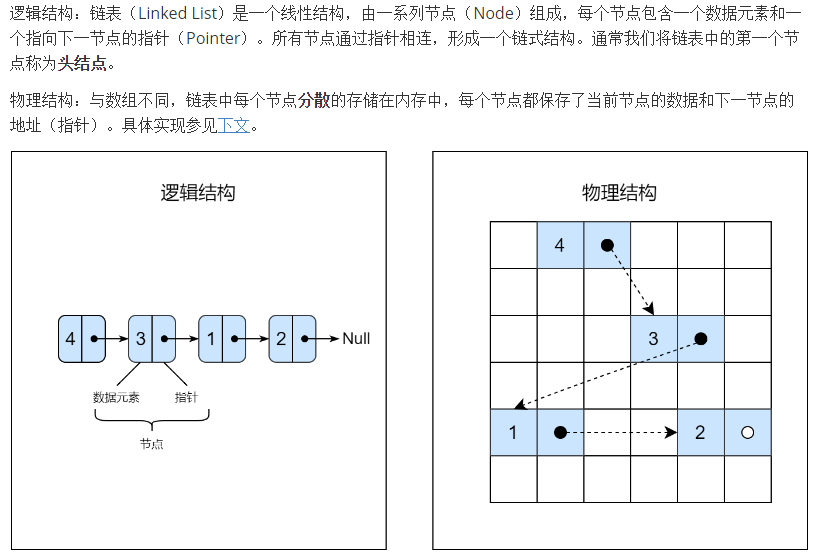 逻辑结构：链表（Linked List）是一个线性结构，由一系列节点（Node）组成，每个节点包含一个数据元素和一
个指向下一节点的指针（Pointer）。所有节点通过指针相连，形成一个链式结构。通常我们将链表中的第一个节
点称为头结点。
物理结构：与数组不同，链表中每个节点分散的存储在内存中，每个节点都保存了当前节点的数据和下一节点的
地址（指针）。具体实现参见下文。
逻辑结构
4 3 1 2 Null
数据元素 指针
节点
物理结构
4
3
1 2